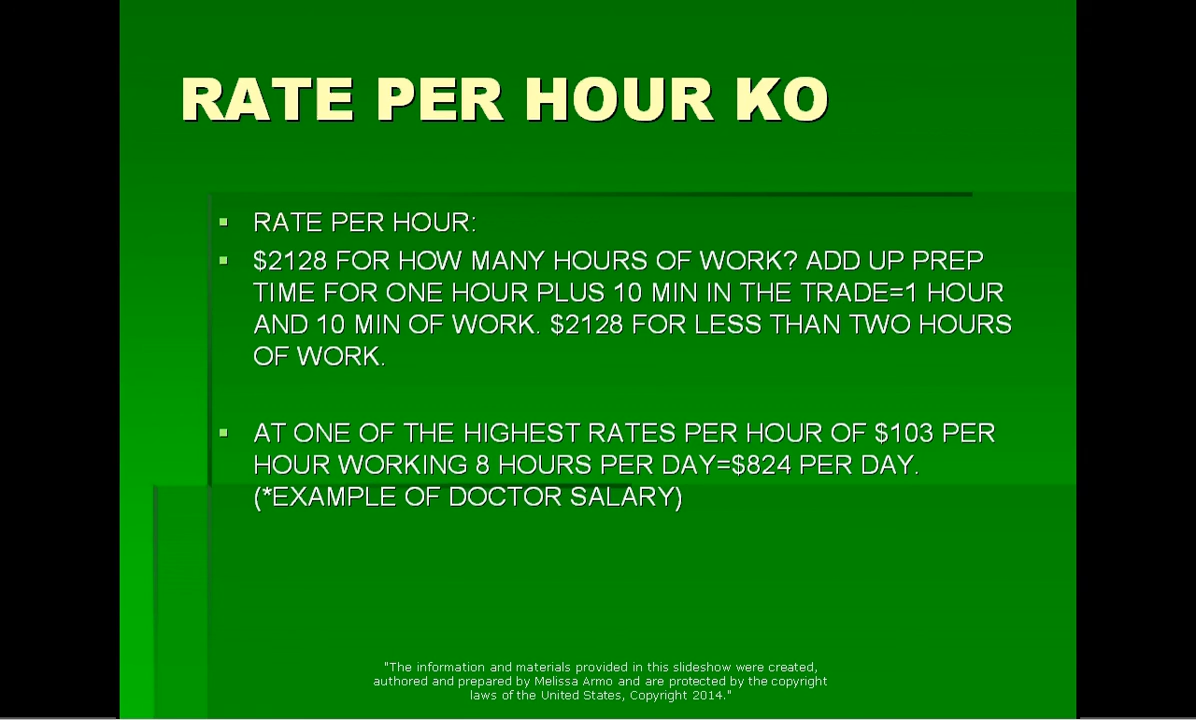 RATE PER HOUR KO
▪ RATE PER HOUR:
▪ $2128 FOR HOW MANY HOURS OF WORK? ADD UP PREP
TIME FOR ONE HOUR PLUS 10 MIN IN THE TRADE=1 HOUR
AND 10 MIN OF WORK. $2128 FOR LESS THAN TWO HOURS
OF WORK.
▪ AT ONE OF THE HIGHEST RATES PER HOUR OF $103 PER
HOUR WORKING 8 HOURS PER DAY=$824 PER DAY.
(*EXAMPLE OF DOCTOR SALARY)
"The information and materials provided in this slideshow were created,
authored and prepared by Melissa Armo and are protected by the copyright
laws of the United States, Copyright 2014."